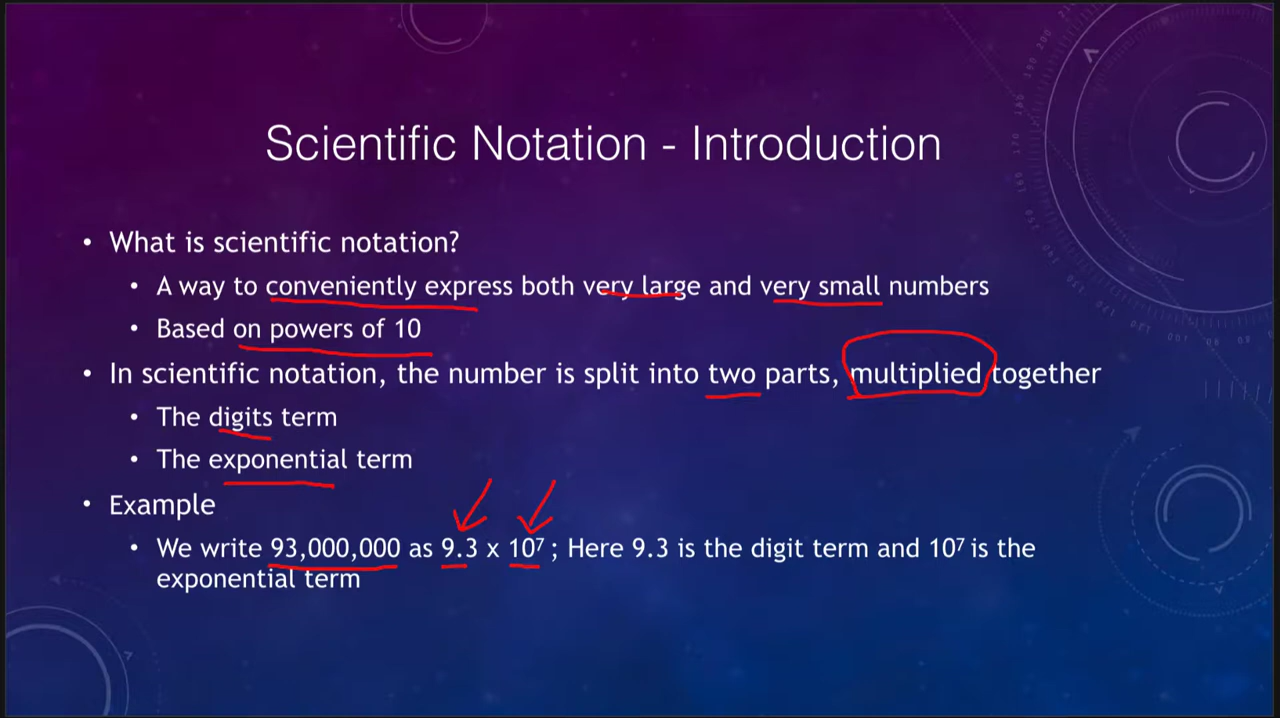 Scientific Notation - Introduction
• What is scientific notation?
• A way to conveniently express both very large and very small numbers
• Based on powers of 10
• In scientific notation, the number is split into two parts, multiplied together
• The digits term
• The exponential term
• Example
• We write 93,000,000 as 9.3 x 10⁷ ; Here 9.3 is the digit term and 10⁷ is the
exponential term